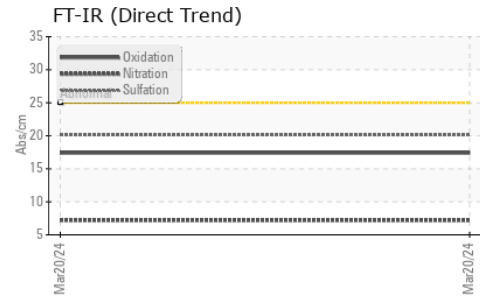 FT-IR (Direct Trend)
35
30
25
20
15
10
5
Abs/cm
Oxidation
Nitration
Sulfation
Abnormal
Mar20/24
Mar20/24